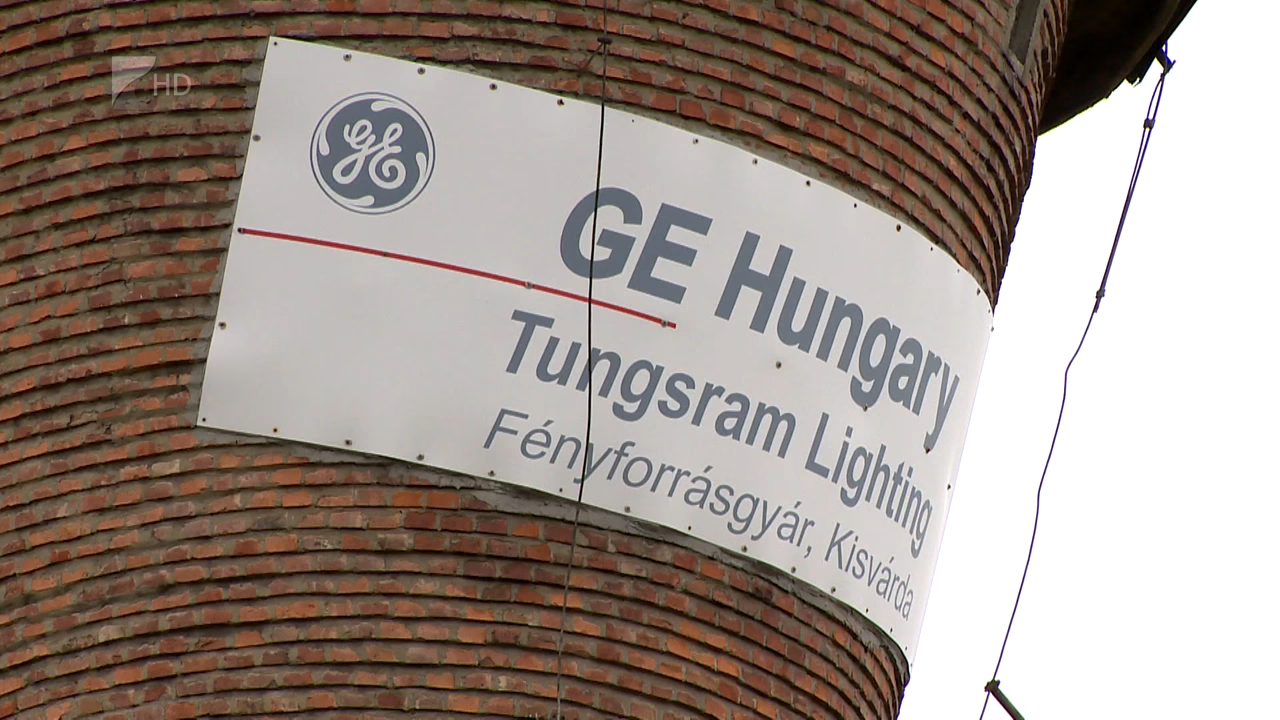 HD
GE
GE Hungary
Tungsram Lighting
Fényforrásgyár, Kisvárda